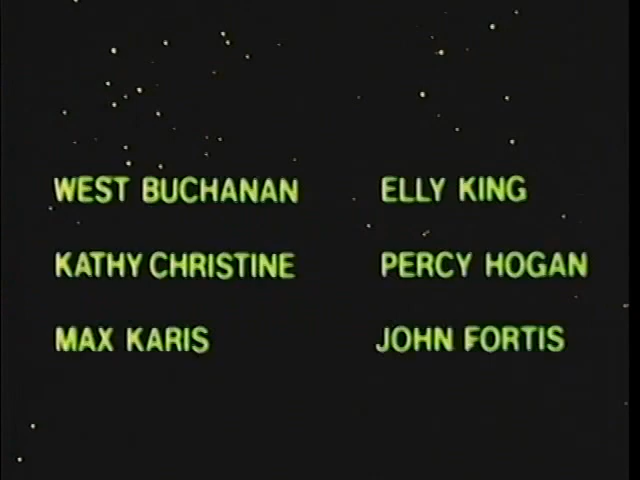 WEST BUCHANAN
ELLY KING
KATHY CHRISTINE
PERCY HOGAN
MAX KARIS
JOHN FORTIS